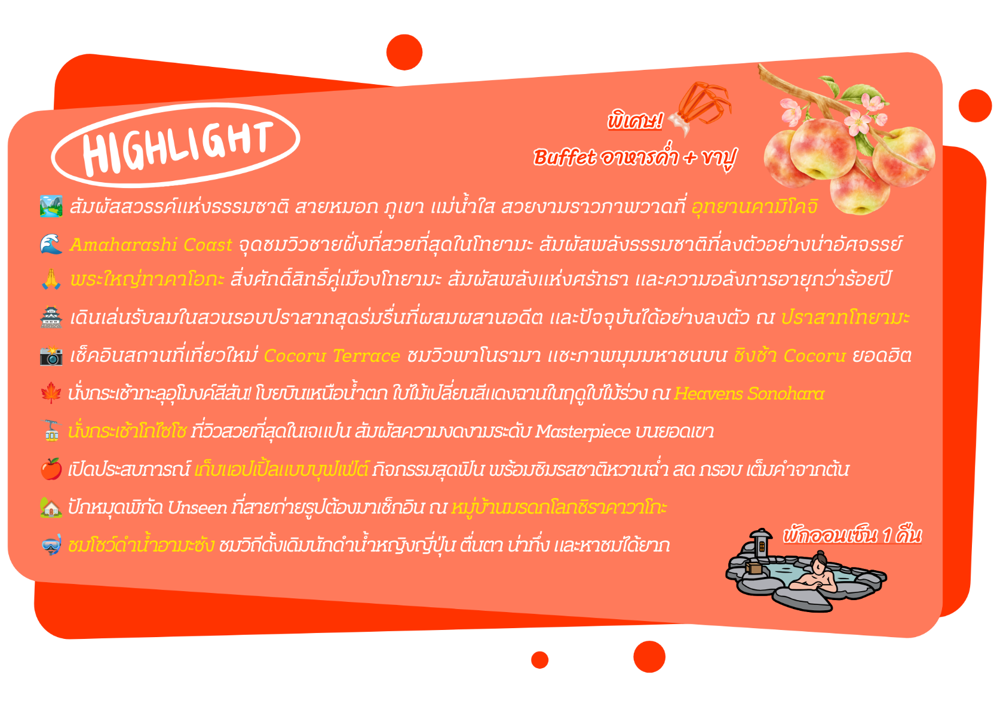 HIGHLIGHT
พิเศษ!
Buffet อาหารค่ำ + ขาปู
สัมผัสสวรรค์แห่งธรรมชาติ สายหมอก ภูเขา แม่น้ำใส สวยงามราวภาพวาดที่ อุทยานคามิโคจิ
Amaharashi Coast จุดชมวิวชายฝั่งที่สวยที่สุดในโทยามะ สัมผัสพลังธรรมชาติที่ลงตัวอย่างน่าอัศจรรย์
พระใหญ่ทาคาโอกะ สิ่งศักดิ์สิทธิ์คู่เมืองโทยามะ สัมผัสพลังแห่งศรัทธา และความอลังการอายุกว่าร้อยปี
เดินเล่นรับลมในสวนรอบปราสาทสุดร่มรื่นที่ผสมผสานอดีต และปัจจุบันได้อย่างลงตัว ณ ปราสาทโทยามะ
เช็คอินสถานที่เที่ยวใหม่ Cocoru Terrace ชมวิวพาโนรามา แชะภาพมุมมหาชนบน ชิงช้า Cocoru ยอดฮิต
นั่งกระเช้าทะลุอุโมงค์สีสัน! โบยบินเหนือน้ำตก ใบไม้เปลี่ยนสีแดงฉานในฤดูใบไม้ร่วง ณ Heavens Sonohara
นั่งกระเช้าโกไซโช ที่วิวสวยที่สุดในเจแปน สัมผัสความงดงามระดับ Masterpiece บนยอดเขา
เปิดประสบการณ์ เก็บแอปเปิ้ลแบบบุฟเฟ่ต์ กิจกรรมสุดฟิน พร้อมชิมรสชาติหวานฉ่ำ สด กรอบ เต็มคำจากต้น
ปักหมุดพิกัด Unseen ที่สายถ่ายรูปต้องมาเช็กอิน ณ หมู่บ้านมรดกโลกชิราคาวาโกะ
ชมโชว์ดำน้ำอามะซัง ชมวิถีดั้งเดิมนักดำน้ำหญิงญี่ปุ่น ตื่นตา น่าทึ่ง และหาชมได้ยาก
พักออนเซ็น 1 คืน